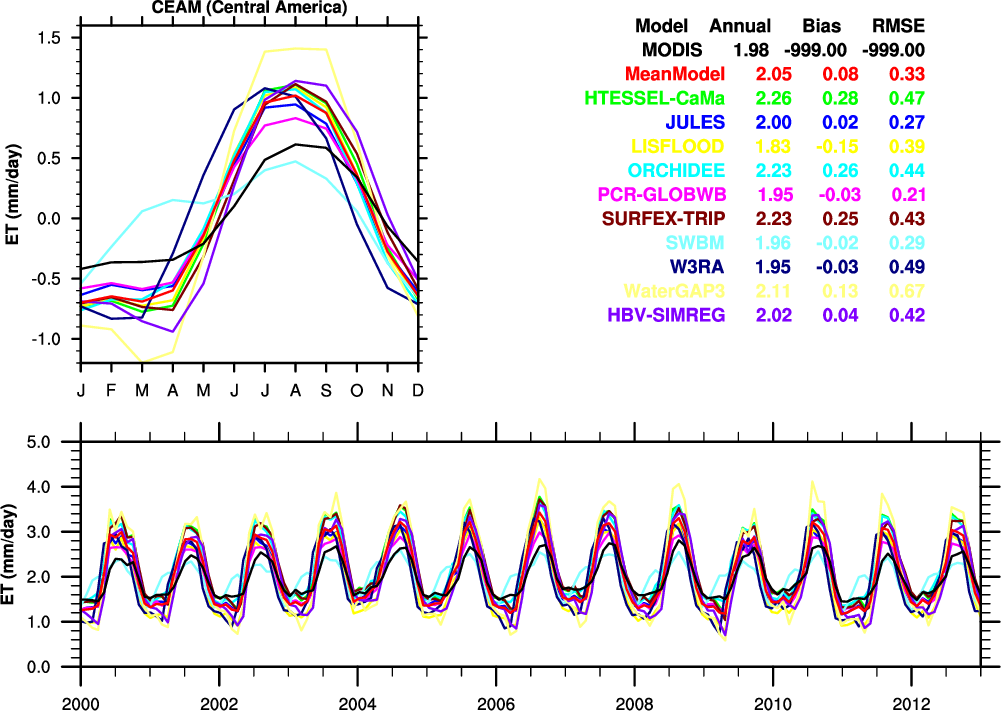 CEAM (Central America)
ET (mm/day)
1.5
1.0
0.5
0.0
-0.5
-1.0
J F M A M J J A S O N D
Model Annual Bias RMSE
MODIS 1.98 -999.00 -999.00
MeanModel 2.05 0.08 0.33
HTESSEL-CaMa 2.26 0.28 0.47
JULES 2.00 0.02 0.27
LISFLOOD 1.83 -0.15 0.39
ORCHIDEE 2.23 0.26 0.44
PCR-GLOBWB 1.95 -0.03 0.21
SURFEX-TRIP 2.23 0.25 0.43
SWBM 1.96 -0.02 0.29
W3RA 1.95 -0.03 0.49
WaterGAP3 2.11 0.13 0.67
HBV-SIMREG 2.02 0.04 0.42
ET (mm/day)
5.0
4.0
3.0
2.0
1.0
0.0
2000 2002 2004 2006 2008 2010 2012